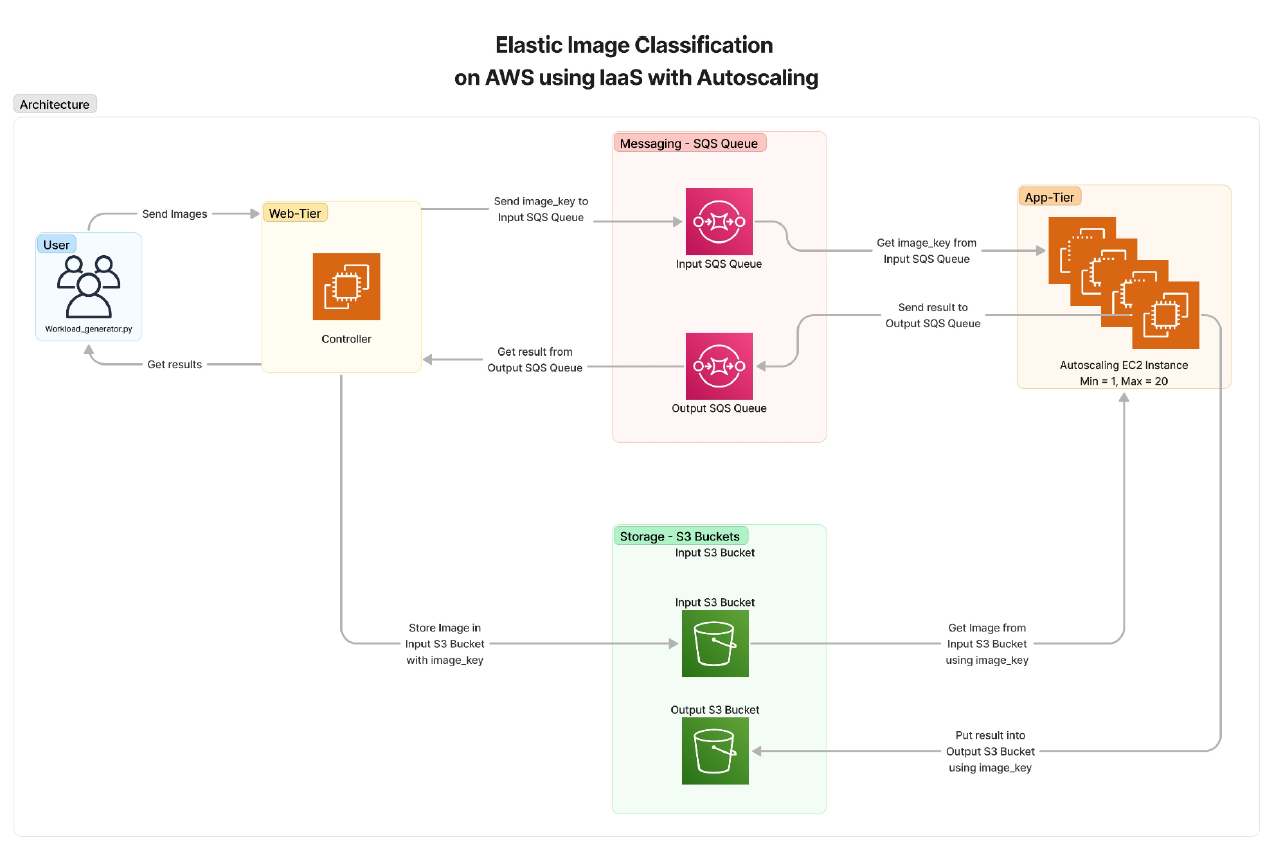 Elastic Image Classification
on AWS using IaaS with Autoscaling
Architecture
User
Workload_generator.py
Send Images
Get results
Web-Tier
Controller
Send image_key to
Input SQS Queue
Get result from
Output SQS Queue
Messaging - SQS Queue
Input SQS Queue
Output SQS Queue
Get image_key from
Input SQS Queue
Send result to
Output SQS Queue
App-Tier
Autoscaling EC2 Instance
Min = 1, Max = 20
Store Image in
Input S3 Bucket
with image_key
Storage - S3 Buckets
Input S3 Bucket
Input S3 Bucket
Output S3 Bucket
Get Image from
Input S3 Bucket
using image_key
Put result into
Output S3 Bucket
using image_key